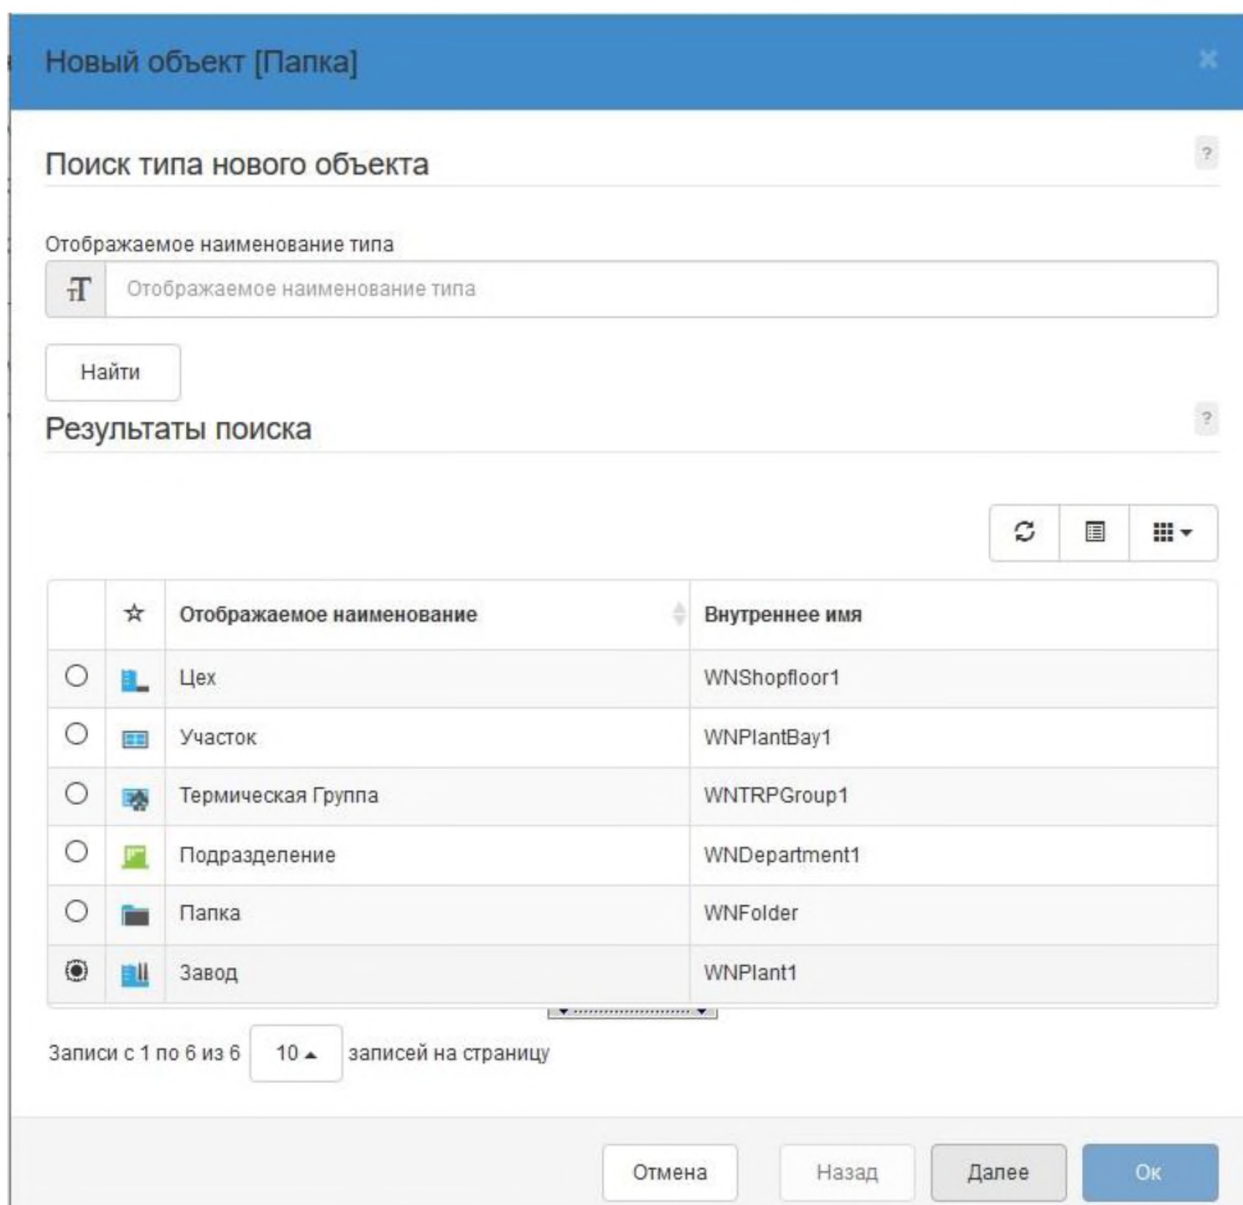 Новый объект [Папка]
Поиск типа нового объекта
?
Отображаемое наименование типа
Отображаемое наименование типа
Найти
Результаты поиска
?
Отображаемое наименование Внутреннее имя
Цех WNShopfloor1
Участок WNPlantBay1
Термическая Группа WNTRPGroup1
Подразделение WNDepartment1
Папка WNFolder
Завод WNPlant1
Записи с 1 по 6 из 6 10 записей на страницу
Отмена Назад Далее Ок